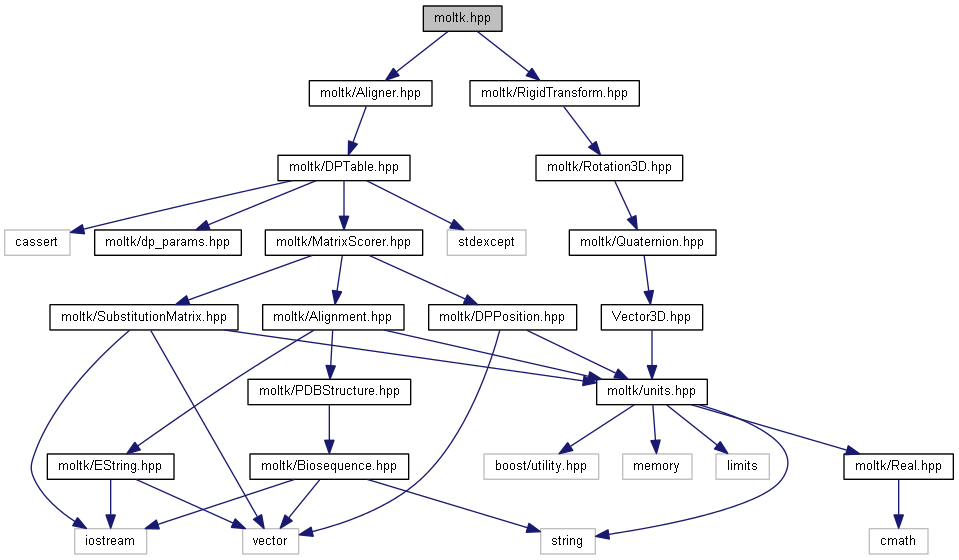 moltk.hpp
moltk/Aligner.hpp
moltk/RigidTransform.hpp
moltk/DPTable.hpp
moltk/Rotation3D.hpp
cassert
moltk/dp_params.hpp
moltk/MatrixScorer.hpp
stdexcept
moltk/Quaternion.hpp
moltk/SubstitutionMatrix.hpp
moltk/Alignment.hpp
moltk/DPPosition.hpp
Vector3D.hpp
moltk/PDBStructure.hpp
moltk/units.hpp
moltk/EString.hpp
moltk/Biosequence.hpp
boost/utility.hpp
memory
limits
moltk/Real.hpp
iostream
vector
string
cmath